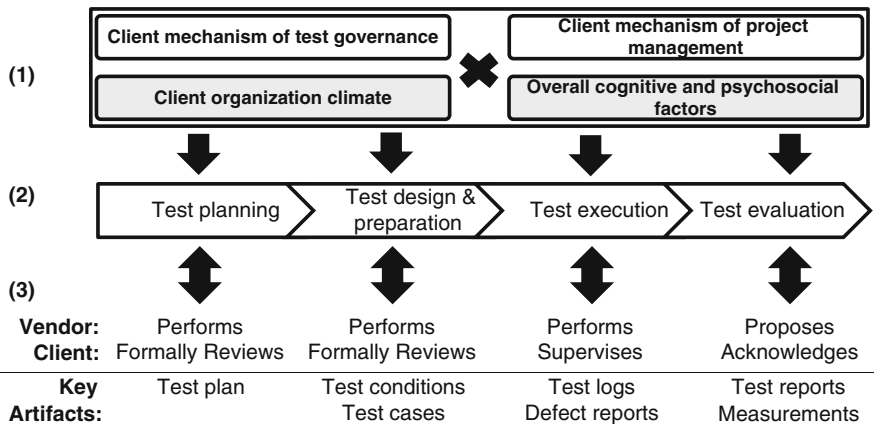 (1)
Client mechanism of test governance
Client mechanism of project
management
Client organization climate
Overall cognitive and psychosocial
factors
(2)
Test planning
Test design &
preparation
Test execution
Test evaluation
(3)
Vendor: Performs Performs Performs Proposes
Client: Formally Reviews Formally Reviews Supervises Acknowledges
Key Test plan Test conditions Test logs Test reports
Artifacts: Test cases Defect reports Measurements